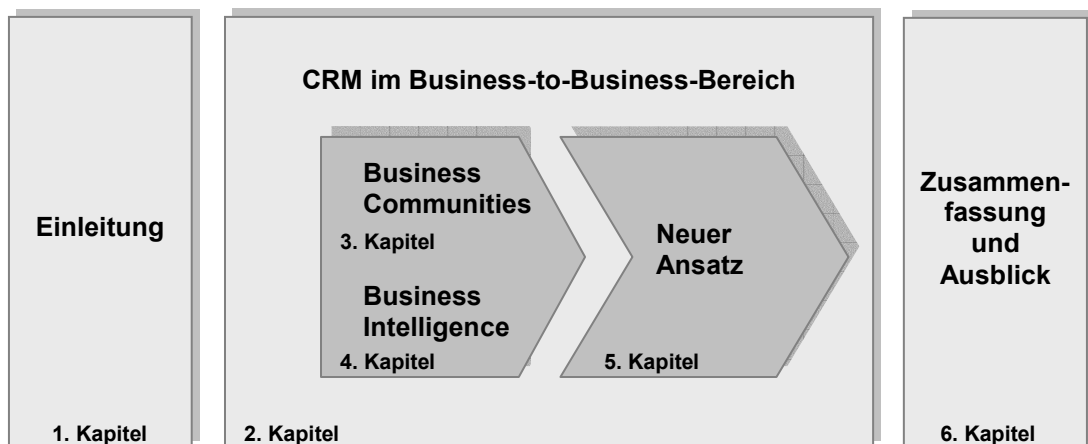 Einleitung
1. Kapitel
CRM im Business-to-Business-Bereich
Business
Communities
3. Kapitel
Business
Intelligence
4. Kapitel
Neuer
Ansatz
5. Kapitel
2. Kapitel
Zusammen-
fassung
und
Ausblick
6. Kapitel